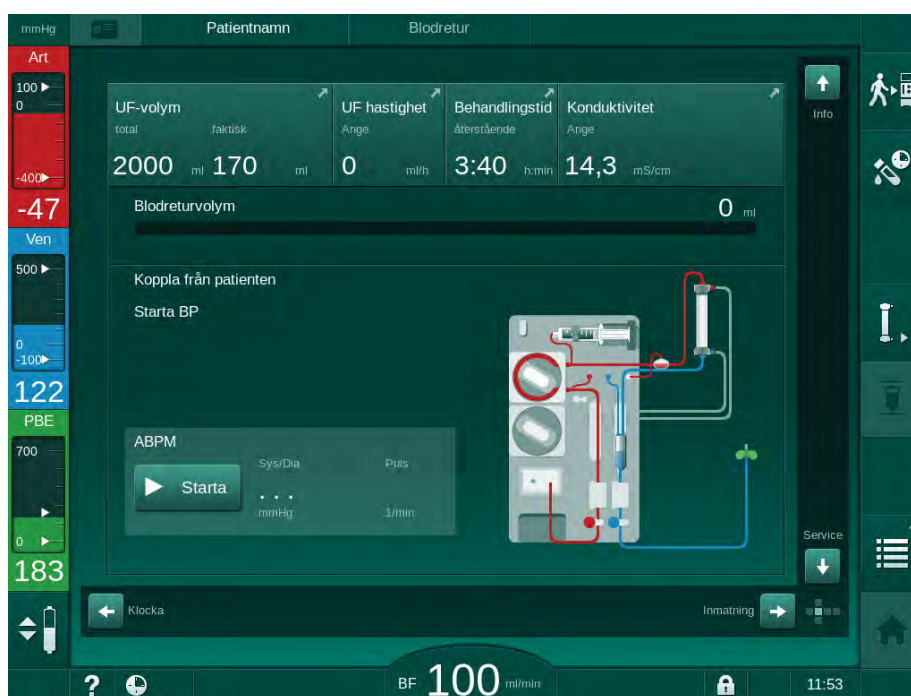 mmHg
Patientnamn
Blodretur
Art
100
0
-400
-47
Ven
500
0
-100
122
PBE
700
0
183
UF-volym
total faktisk
2000 ml 170 ml
UF hastighet
Ange
0 ml/h
Behandlingstid
återstående
3:40 h:min
Konduktivitet
Ange
14,3 mS/cm
Info
Blodreturvolym 0 ml
Koppla från patienten
Starta BP
ABPM
Sys/Dia Puls
Starta
. . .
mmHg 1/min
Service
Klocka
Inmatning
?
BF 100 ml/min
11:53